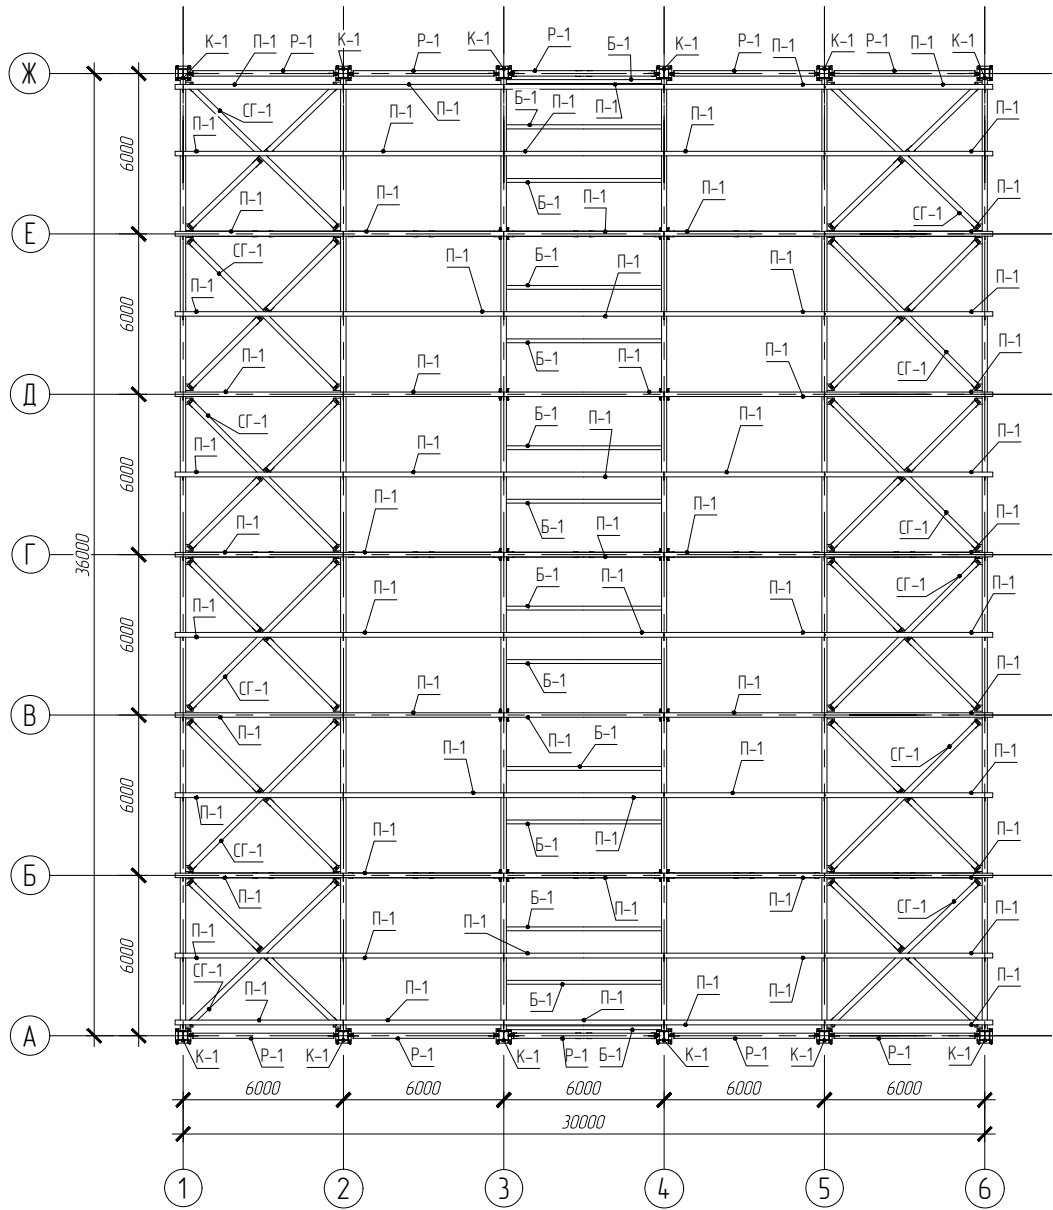 К-1 П-1 Р-1 К-1 Р-1 К-1 Р-1 Б-1 К-1 Р-1 П-1 К-1 Р-1 П-1 К-1
Ж
СГ-1 П-1 Б-1 П-1 П-1
П-1 П-1 П-1 П-1
6000
П-1 П-1 Б-1 П-1 П-1 СГ-1 П-1
Е
СГ-1 П-1 Б-1 П-1 П-1
П-1 П-1
6000
П-1 П-1 Б-1 П-1 П-1 СГ-1 П-1
Д
СГ-1 Б-1 П-1
П-1 П-1 П-1 П-1
6000
36000
П-1 П-1 Б-1 П-1 П-1 СГ-1 П-1
Г
П-1 П-1 Б-1 П-1 П-1 СГ-1 П-1
6000
СГ-1 П-1 Б-1 П-1 П-1
В
П-1 П-1 Б-1 СГ-1
П-1 П-1 П-1
6000
П-1 СГ-1 П-1 Б-1 П-1 П-1
Б
П-1 П-1 П-1 СГ-1
П-1 П-1 П-1 Б-1 П-1
6000
СГ-1 П-1 П-1 Б-1 П-1 П-1 П-1 П-1
А
К-1 Р-1 К-1 Р-1 К-1 Р-1 Б-1 К-1 Р-1 К-1 Р-1 К-1
6000 6000 6000 6000 6000
30000
1 2 3 4 5 6